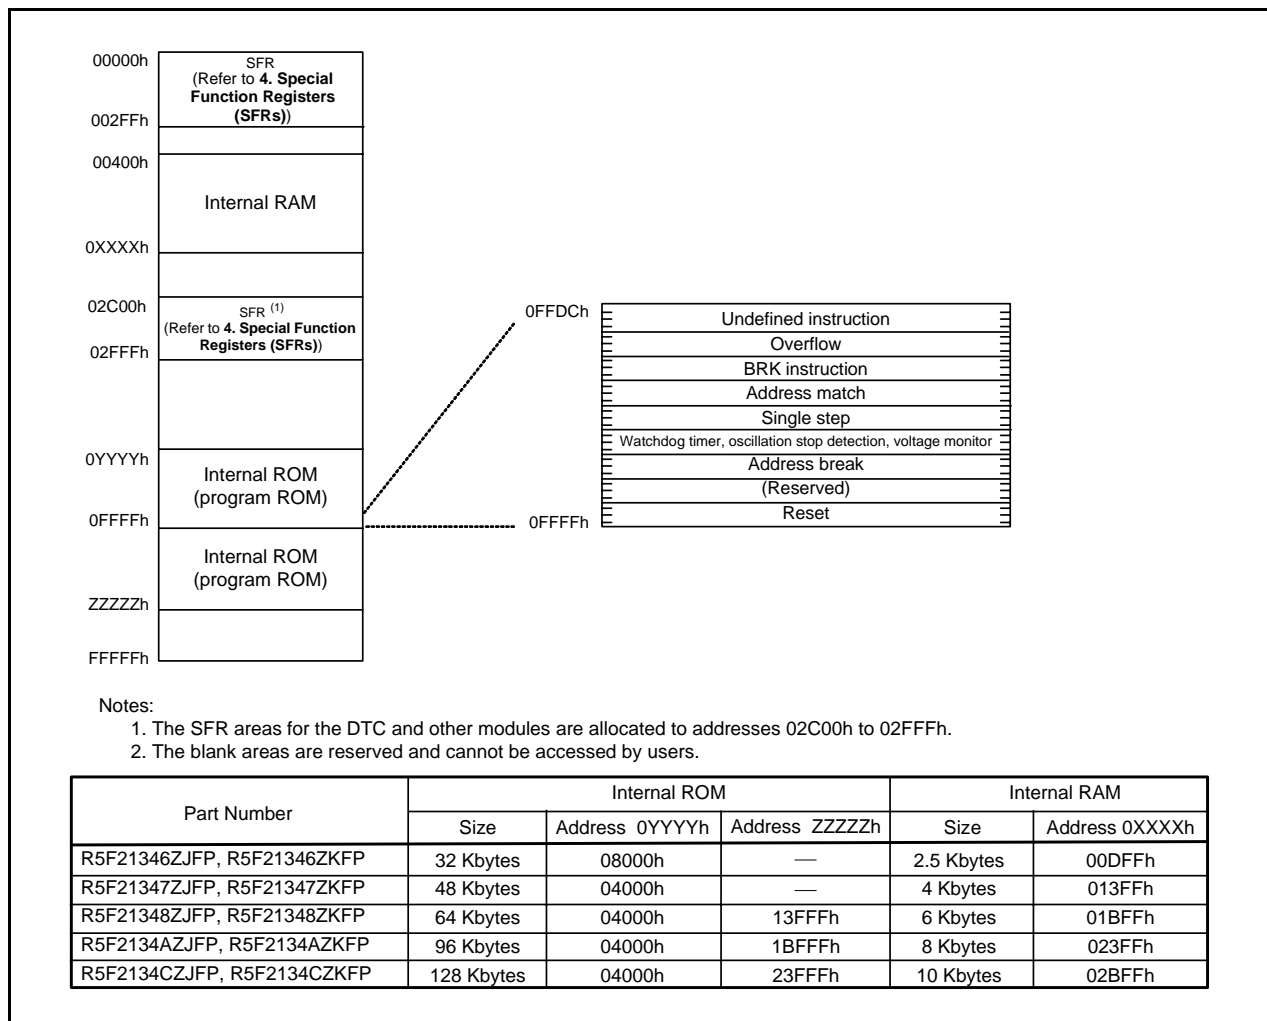 00000h
SFR
(Refer to 4. Special
Function Registers
(SFRs))
002FFh
00400h
Internal RAM
0XXXXh
02C00h
SFR (1)
(Refer to 4. Special Function
Registers (SFRs))
02FFFh
0YYYYh
Internal ROM
(program ROM)
0FFFFh
Internal ROM
(program ROM)
ZZZZZh
FFFFFh
0FFDCh
Undefined instruction
Overflow
BRK instruction
Address match
Single step
Watchdog timer, oscillation stop detection, voltage monitor
Address break
(Reserved)
Reset
0FFFFh
Notes:
1. The SFR areas for the DTC and other modules are allocated to addresses 02C00h to 02FFFh.
2. The blank areas are reserved and cannot be accessed by users.
Part Number Internal ROM Internal RAM
Size Address 0YYYYh Address ZZZZZh Size Address 0XXXXh
R5F21346ZJFP, R5F21346ZKFP 32 Kbytes 08000h — 2.5 Kbytes 00DFFh
R5F21347ZJFP, R5F21347ZKFP 48 Kbytes 04000h — 4 Kbytes 013FFh
R5F21348ZJFP, R5F21348ZKFP 64 Kbytes 04000h 13FFFh 6 Kbytes 01BFFh
R5F2134AZJFP, R5F2134AZKFP 96 Kbytes 04000h 1BFFFh 8 Kbytes 023FFh
R5F2134CZJFP, R5F2134CZKFP 128 Kbytes 04000h 23FFFh 10 Kbytes 02BFFh